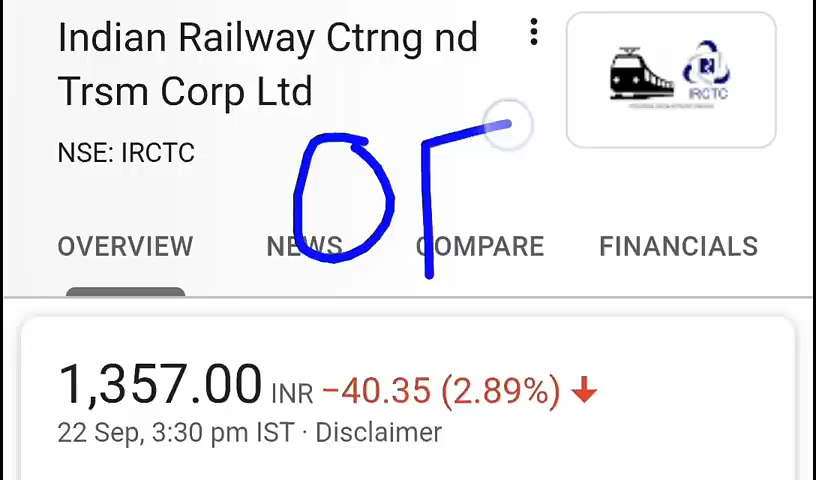 Indian Railway Ctrng nd
Trsm Corp Ltd
IRCTC
NSE: IRCTC
OVERVIEW NEWS COMPARE FINANCIALS
1,357.00 INR −40.35 (2.89%) ↓
22 Sep, 3:30 pm IST · Disclaimer